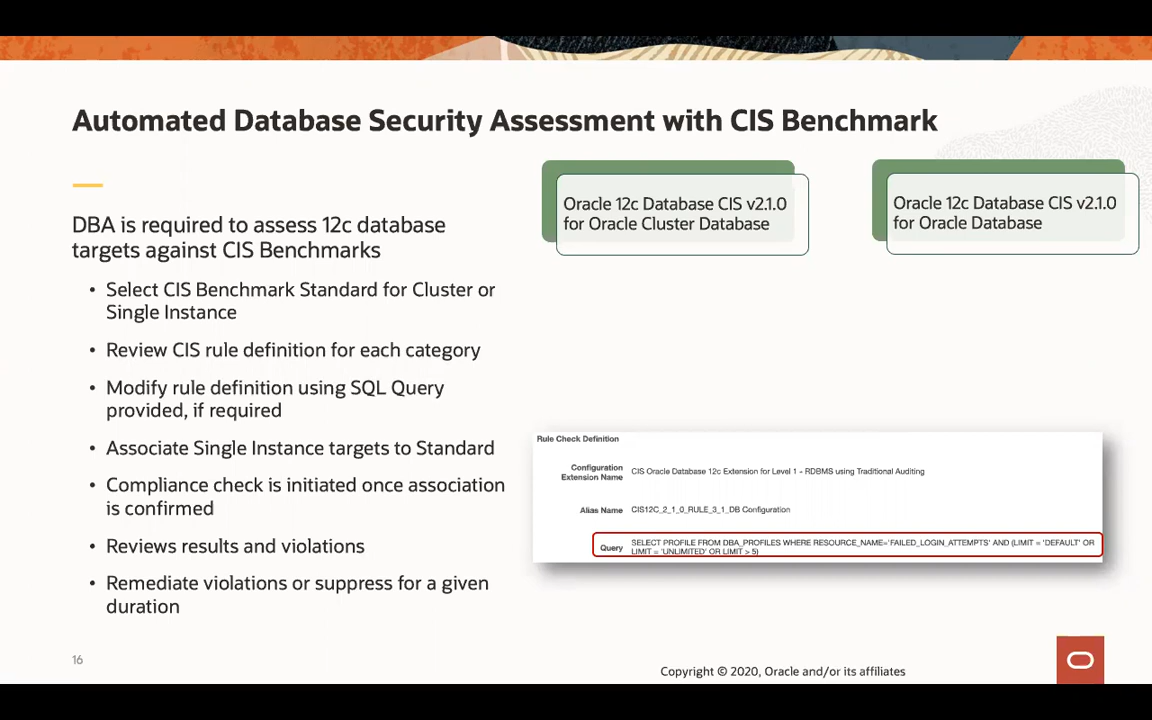 Automated Database Security Assessment with CIS Benchmark
DBA is required to assess 12c database
targets against CIS Benchmarks
• Select CIS Benchmark Standard for Cluster or
Single Instance
• Review CIS rule definition for each category
• Modify rule definition using SQL Query
provided, if required
• Associate Single Instance targets to Standard
• Compliance check is initiated once association
is confirmed
• Reviews results and violations
• Remediate violations or suppress for a given
duration
Oracle 12c Database CIS v2.1.0
for Oracle Cluster Database
Oracle 12c Database CIS v2.1.0
for Oracle Database
Rule Check Definition
Configuration
Extension Name
CIS Oracle Database 12c Extension for Level 1 - RDBMS using Traditional Auditing
Alias Name
CIS12C_2_1_0_RULE_3_1_DB Configuration
Query
SELECT PROFILE FROM DBA_PROFILES WHERE RESOURCE_NAME='FAILED_LOGIN_ATTEMPTS' AND (LIMIT = 'DEFAULT' OR
LIMIT = 'UNLIMITED' OR LIMIT > 5)
16
Copyright © 2020, Oracle and/or its affiliates